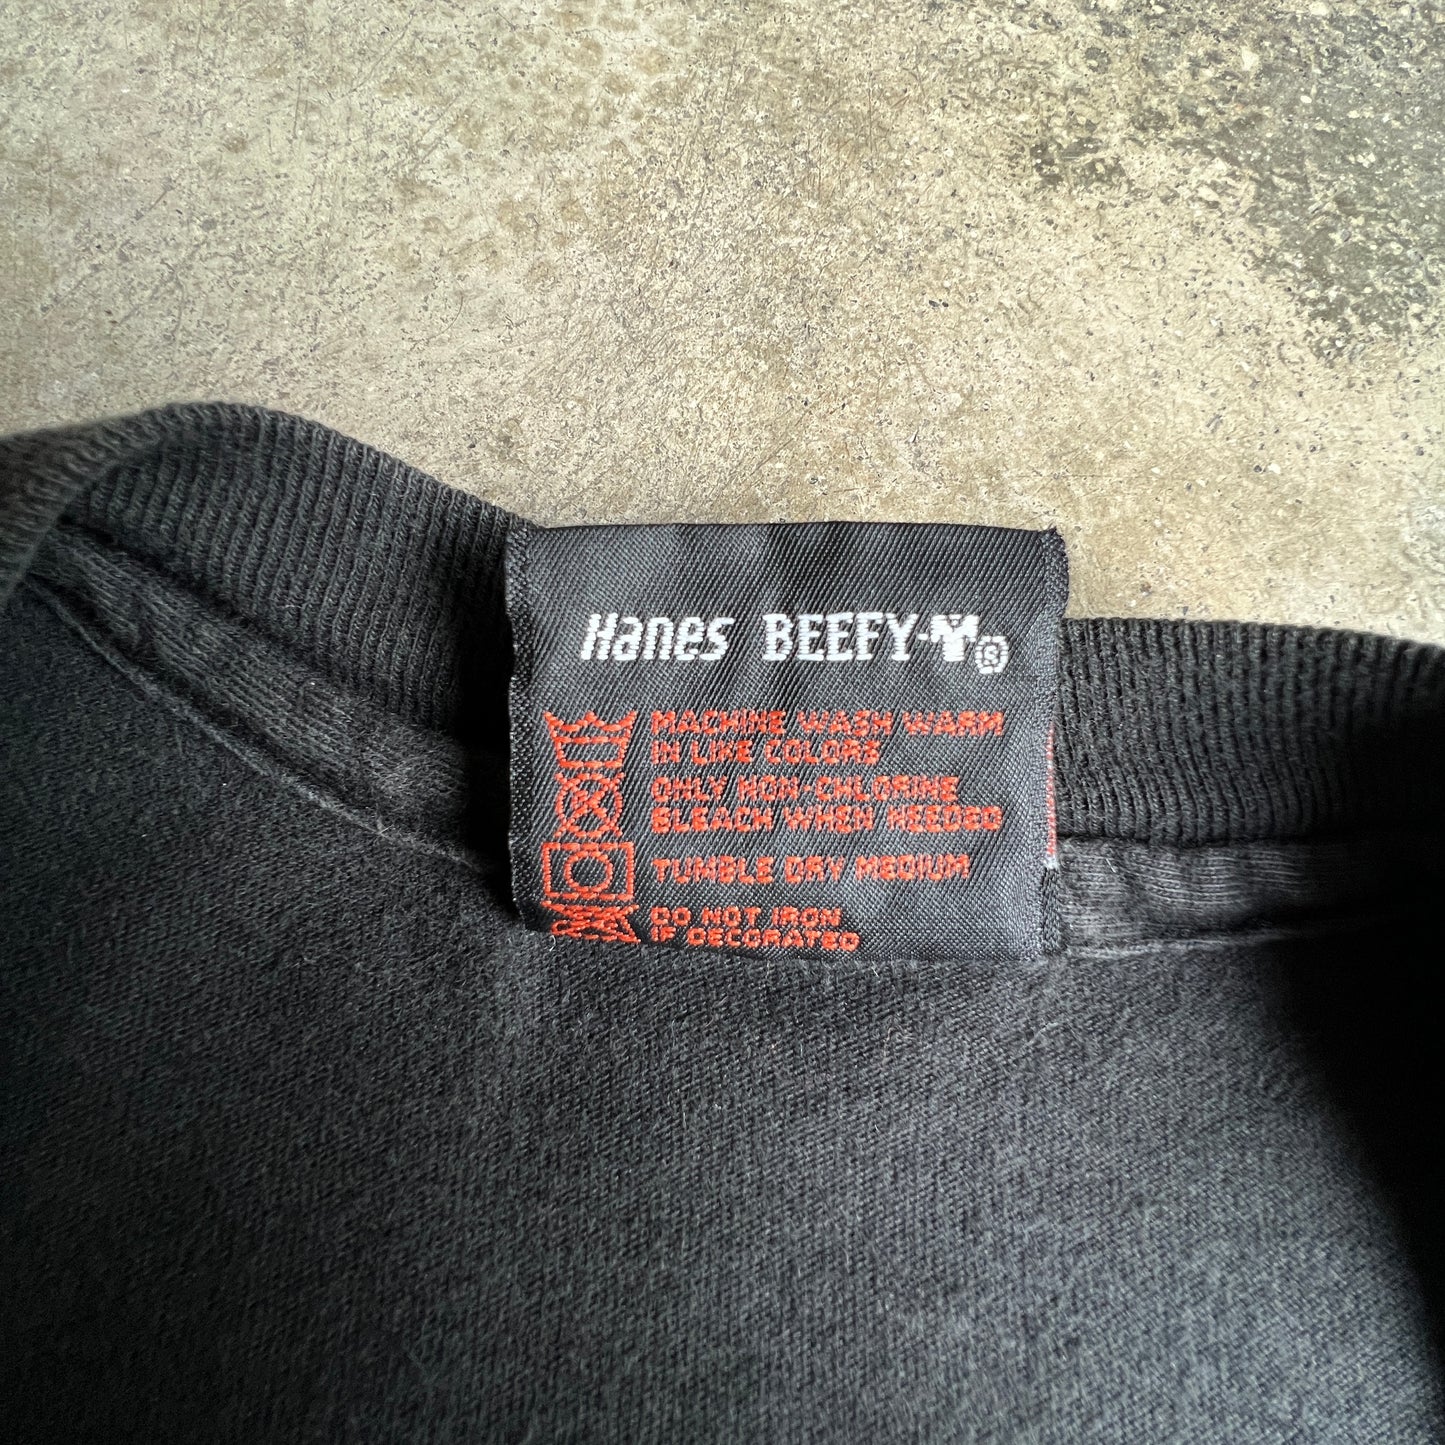 Hanes BEEFY-T®
MACHINE WASH WARM
IN LIKE COLORS
ONLY NON-CHLORINE
BLEACH WHEN NEEDED
TUMBLE DRY MEDIUM
DO NOT IRON
IF DECORATED